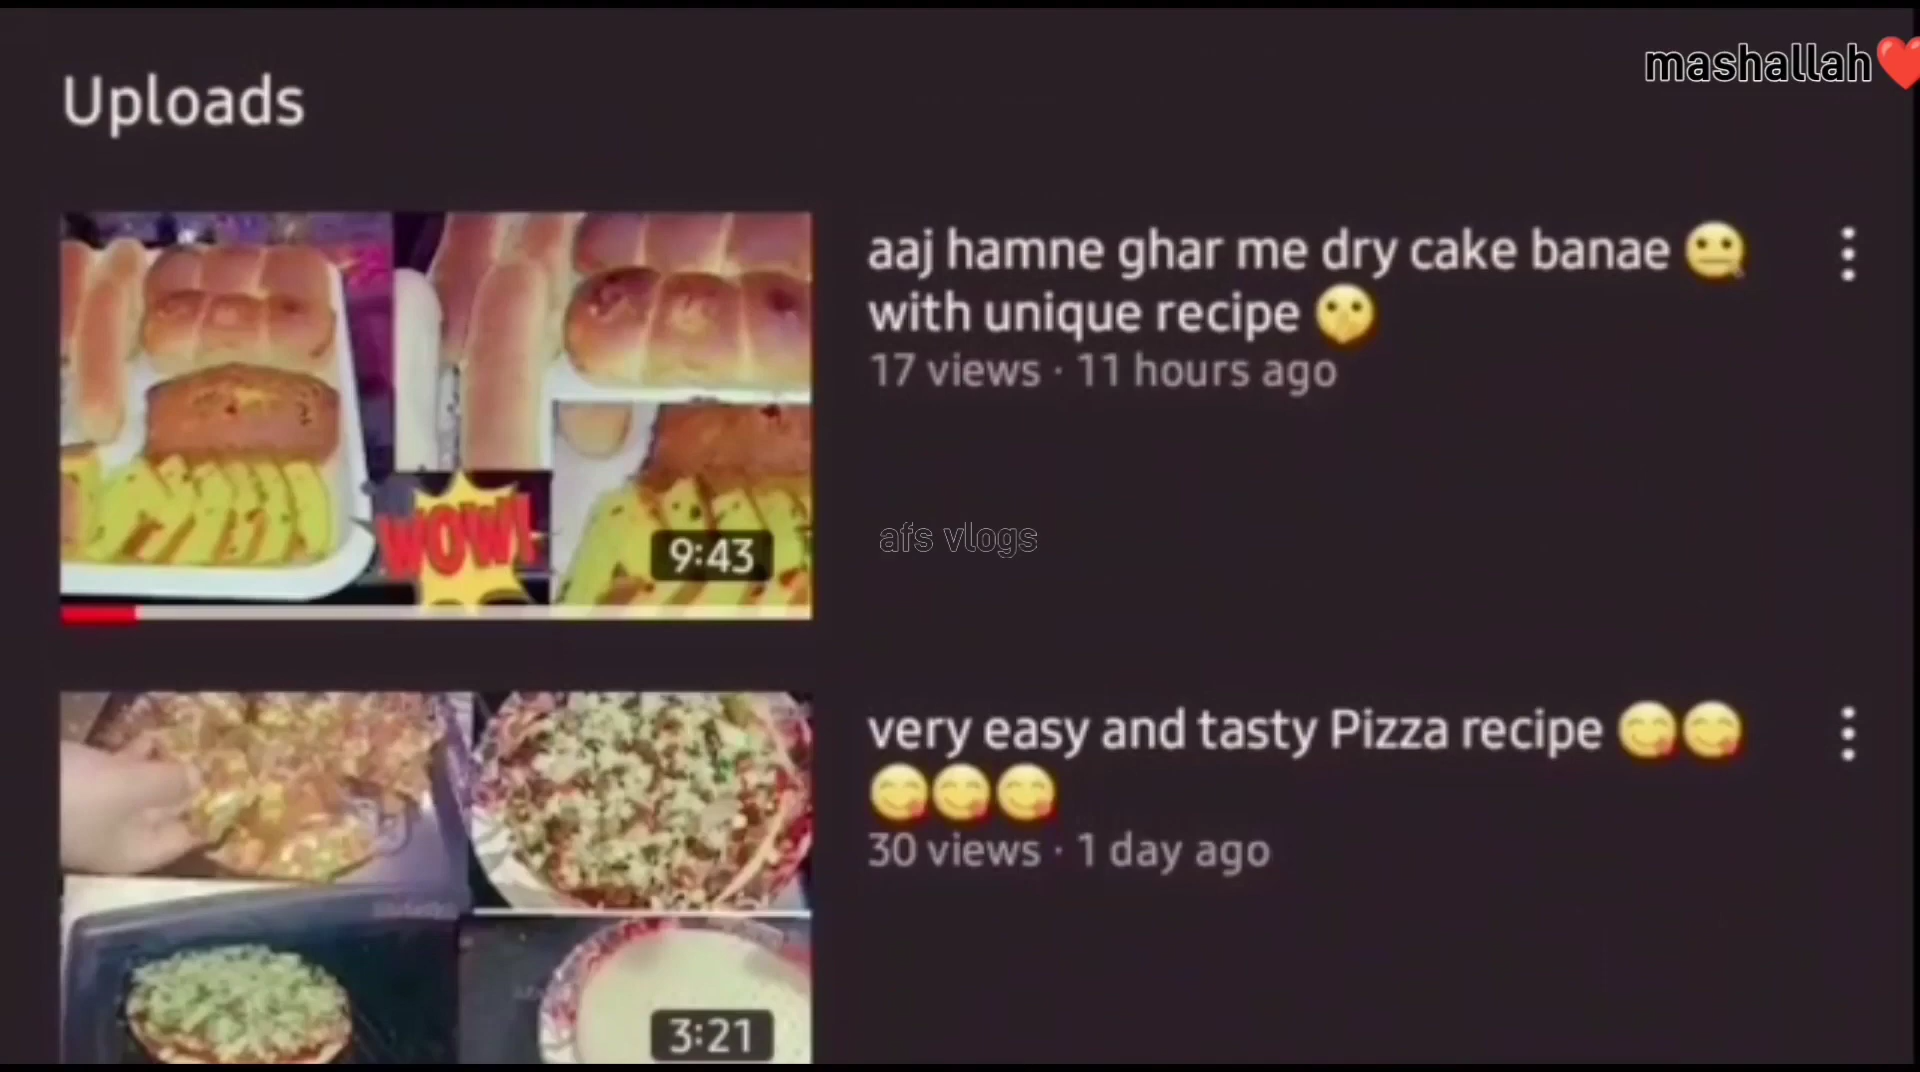 mashallah❤️
Uploads
aaj hamne ghar me dry cake banae 🤐
with unique recipe 🤫
17 views · 11 hours ago
WOW!
9:43
afs vlogs
very easy and tasty Pizza recipe 😋😋
😋😋😋
30 views · 1 day ago
3:21